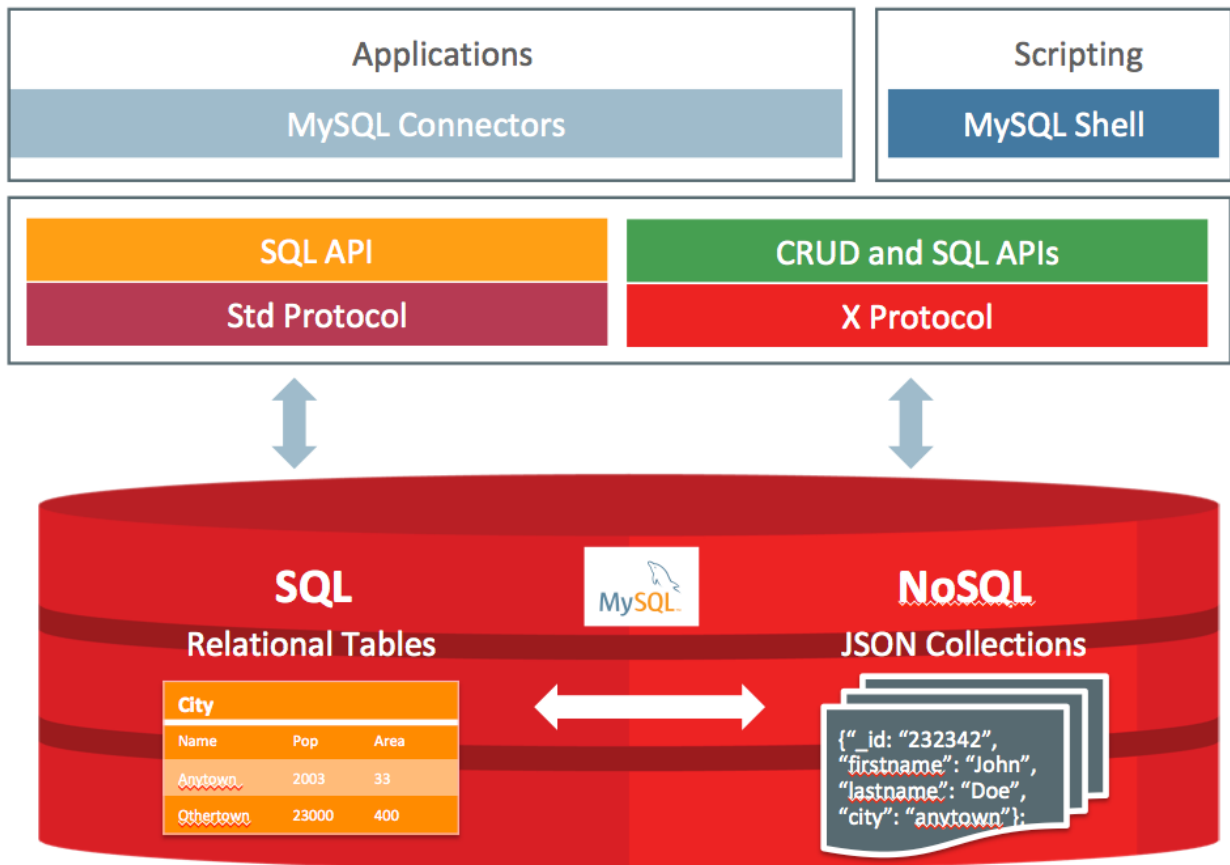 Applications
MySQL Connectors
Scripting
MySQL Shell
SQL API
Std Protocol
CRUD and SQL APIs
X Protocol
SQL
Relational Tables
City
Name Pop Area
Anytown 2003 33
Othertown 23000 400
MySQL™
NoSQL
JSON Collections
{“_id: “232342”,
“firstname”: “John”,
“lastname”: “Doe”,
“city”: “anytown”};